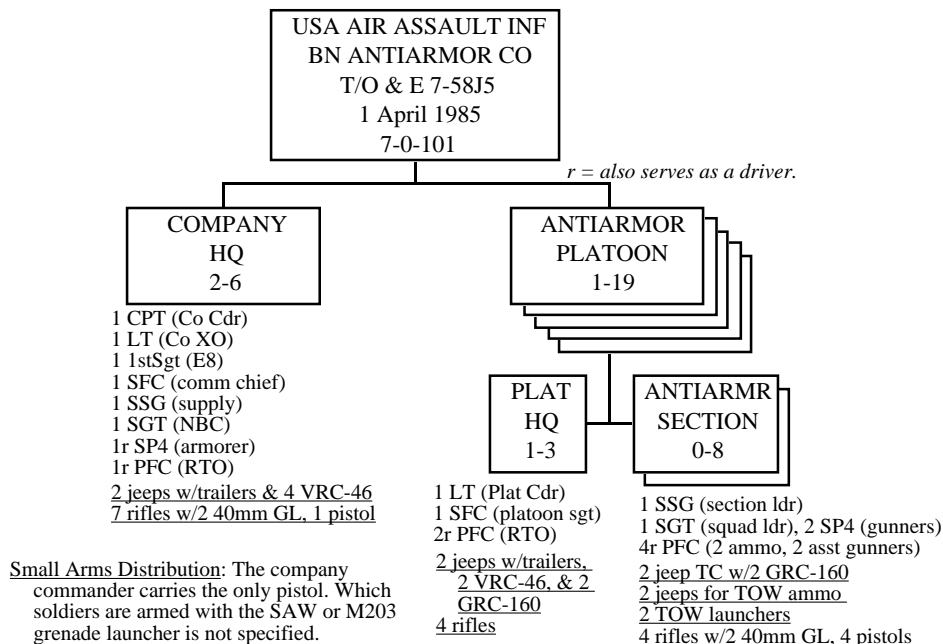 USA AIR ASSAULT INF
BN ANTIARMOR CO
T/O & E 7-58J5
1 April 1985
7-0-101
r = also serves as a driver.
COMPANY
HQ
2-6
1 CPT (Co Cdr)
1 LT (Co XO)
1 1stSgt (E8)
1 SFC (comm chief)
1 SSG (supply)
1 SGT (NBC)
1r SP4 (armorer)
1r PFC (RTO)
2 jeeps w/trailers & 4 VRC-46
7 rifles w/2 40mm GL, 1 pistol
ANTIARMOR
PLATOON
1-19
PLAT
HQ
1-3
1 LT (Plat Cdr)
1 SFC (platoon sgt)
2r PFC (RTO)
2 jeeps w/trailers,
2 VRC-46, & 2
GRC-160
4 rifles
ANTIARMR
SECTION
0-8
1 SSG (section ldr)
1 SGT (squad ldr), 2 SP4 (gunners)
4r PFC (2 ammo, 2 asst gunners)
2 jeep TC w/2 GRC-160
2 jeeps for TOW ammo
2 TOW launchers
4 rifles w/2 40mm GL, 4 pistols
Small Arms Distribution: The company
commander carries the only pistol. Which
soldiers are armed with the SAW or M203
grenade launcher is not specified.